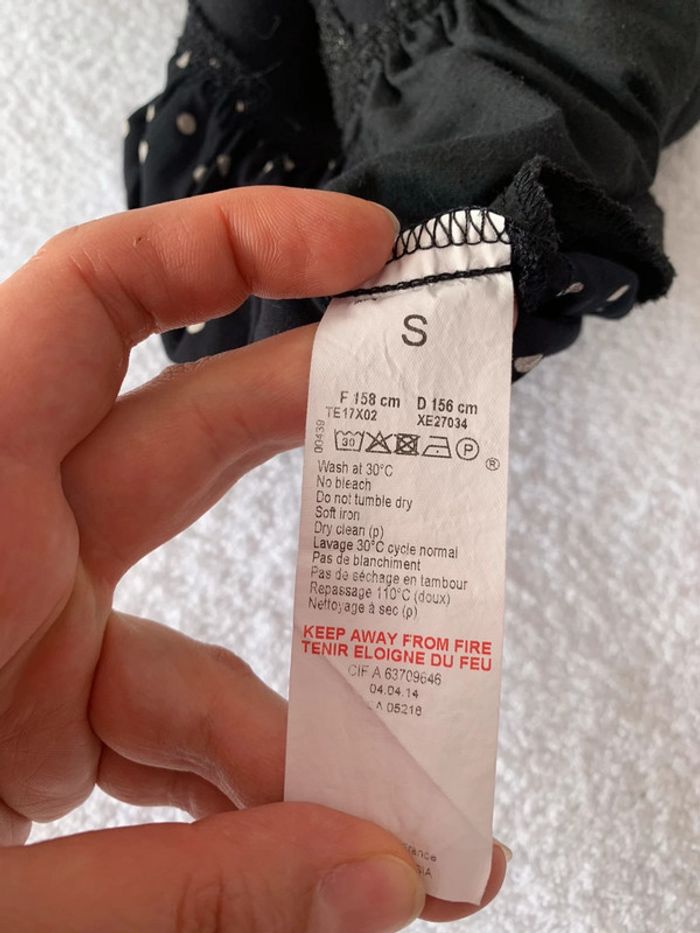 S
F 158 cm D 156 cm
TE17X02 XE27034
00439
30 P ®
Wash at 30°C
No bleach
Do not tumble dry
Soft iron
Dry clean (p)
Lavage 30°C cycle normal
Pas de blanchiment
Pas de séchage en tambour
Repassage 110°C (doux)
Nettoyage à sec (p)
KEEP AWAY FROM FIRE
TENIR ELOIGNE DU FEU
CIF A 63709646
04.04.14
05216